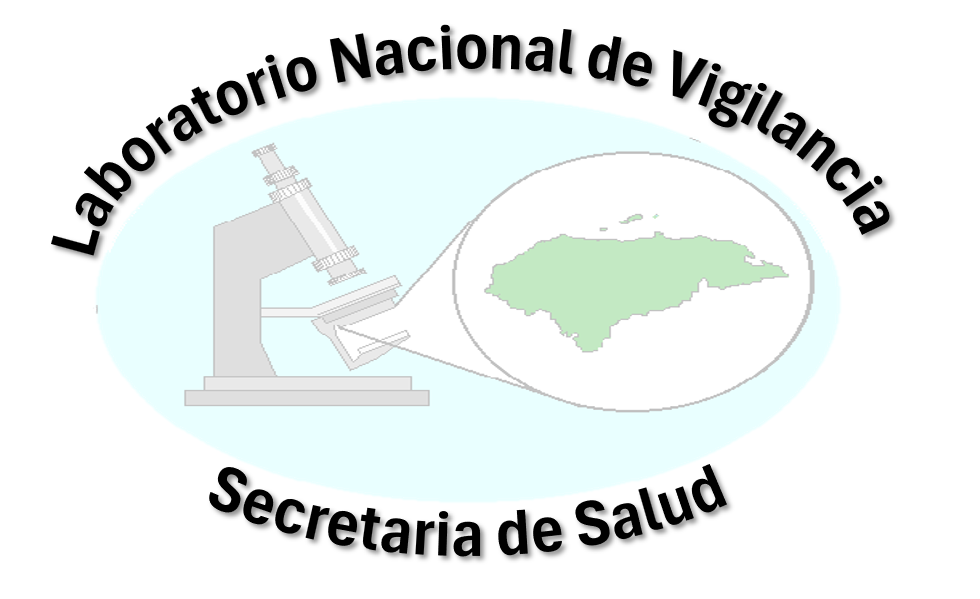 Laboratorio Nacional de Vigilancia
Secretaria de Salud